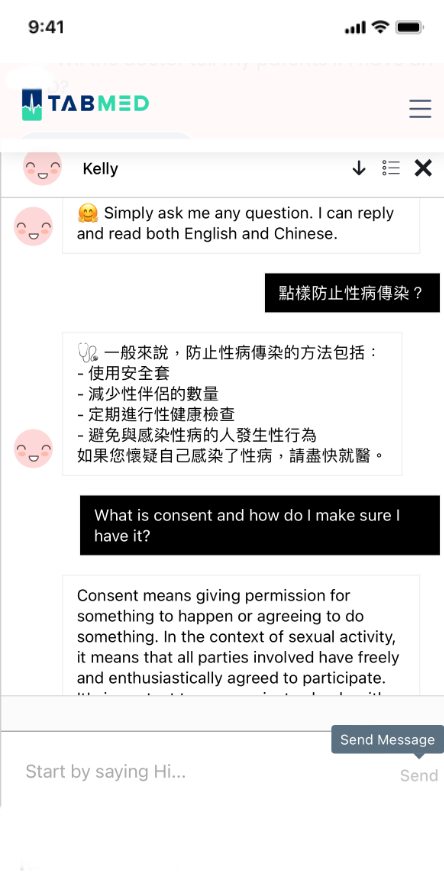 9:41
TABMED
Kelly
🤗 Simply ask me any question. I can reply
and read both English and Chinese.
點樣防止性病傳染？
🩺 一般來說，防止性病傳染的方法包括：
- 使用安全套
- 減少性伴侶的數量
- 定期進行性健康檢查
- 避免與感染性病的人發生性行為
如果您懷疑自己感染了性病，請盡快就醫。
What is consent and how do I make sure I
have it?
Consent means giving permission for
something to happen or agreeing to do
something. In the context of sexual activity,
it means that all parties involved have freely
and enthusiastically agreed to participate.
Send Message
Start by saying Hi...
Send